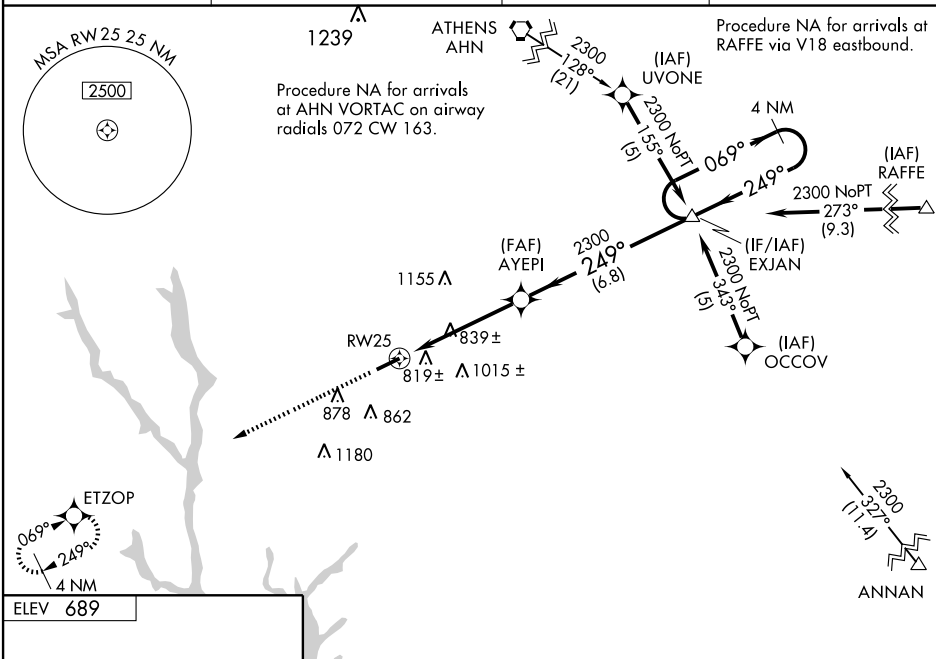 MSA RW 25 25 NM
2500
1239
ATHENS
AHN
2300
128°
(21)
(IAF)
UVONE
Procedure NA for arrivals at
RAFFE via V18 eastbound.
Procedure NA for arrivals
at AHN VORTAC on airway
radials 072 CW 163.
2300 NoPT
155°
(5)
4 NM
069°
249°
(IAF)
RAFFE
2300 NoPT
273°
(9.3)
(IF/IAF)
EXJAN
(FAF)
AYEPI
2300
249°
(6.8)
2300 NoPT
343°
(5)
(IAF)
OCCOV
1155
RW25
839±
819±
1015 ±
878
862
1180
ETZOP
069°
249°
4 NM
2300
327°
(11.4)
ANNAN
ELEV 689